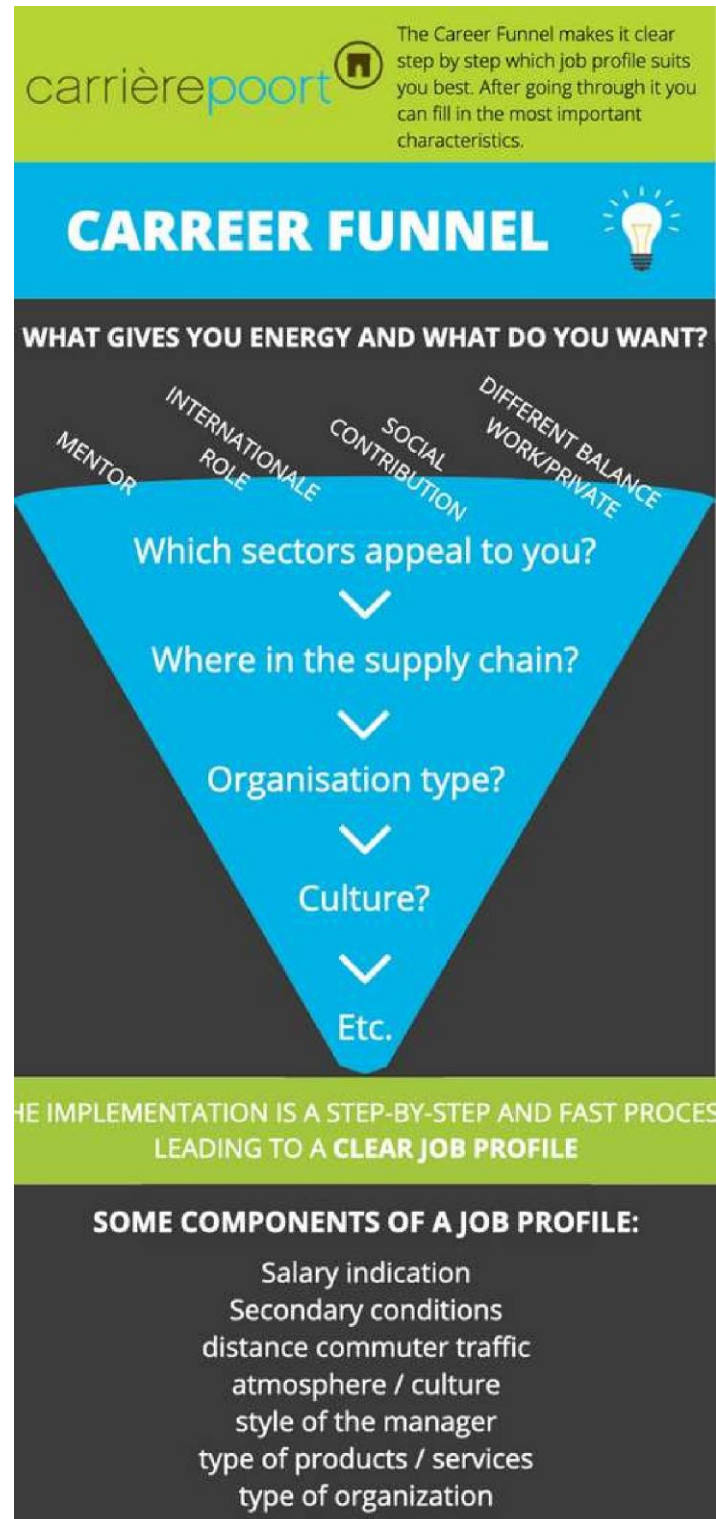 carrièrepoort
The Career Funnel makes it clear
step by step which job profile suits
you best. After going through it you
can fill in the most important
characteristics.
CARREER FUNNEL
WHAT GIVES YOU ENERGY AND WHAT DO YOU WANT?
MENTOR
INTERNATIONALE
ROLE
SOCIAL
CONTRIBUTION
DIFFERENT BALANCE
WORK/PRIVATE
Which sectors appeal to you?
Where in the supply chain?
Organisation type?
Culture?
Etc.
HE IMPLEMENTATION IS A STEP-BY-STEP AND FAST PROCES
LEADING TO A CLEAR JOB PROFILE
SOME COMPONENTS OF A JOB PROFILE:
Salary indication
Secondary conditions
distance commuter traffic
atmosphere / culture
style of the manager
type of products / services
type of organization